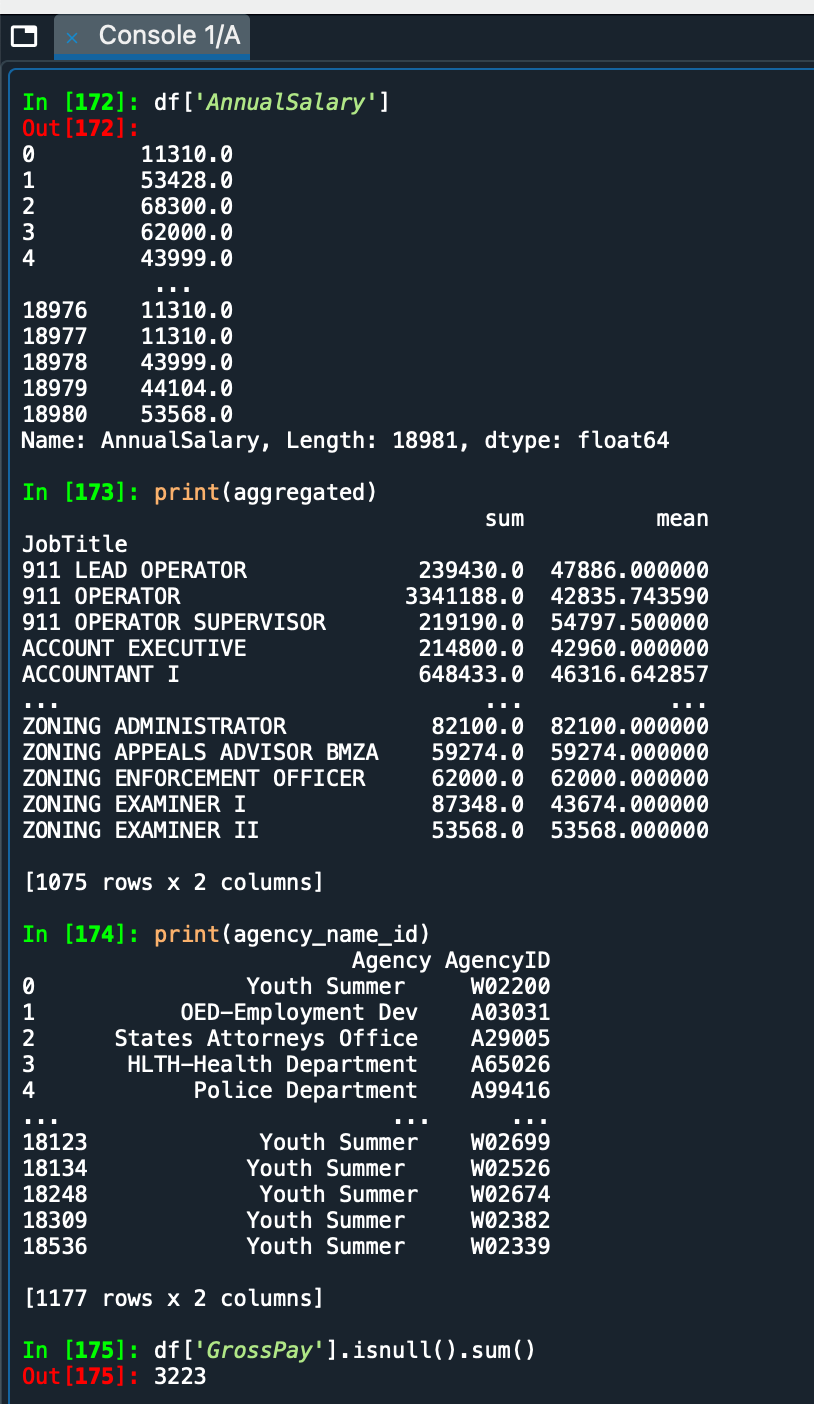 × Console 1/A
In [172]: df['AnnualSalary']
Out[172]:
0        11310.0
1        53428.0
2        68300.0
3        62000.0
4        43999.0
          ...
18976    11310.0
18977    11310.0
18978    43999.0
18979    44104.0
18980    53568.0
Name: AnnualSalary, Length: 18981, dtype: float64
In [173]: print(aggregated)
                                   sum          mean
JobTitle
911 LEAD OPERATOR             239430.0  47886.000000
911 OPERATOR                 3341188.0  42835.743590
911 OPERATOR SUPERVISOR       219190.0  54797.500000
ACCOUNT EXECUTIVE             214800.0  42960.000000
ACCOUNTANT I                  648433.0  46316.642857
...                                ...           ...
ZONING ADMINISTRATOR           82100.0  82100.000000
ZONING APPEALS ADVISOR BMZA    59274.0  59274.000000
ZONING ENFORCEMENT OFFICER     62000.0  62000.000000
ZONING EXAMINER I              87348.0  43674.000000
ZONING EXAMINER II             53568.0  53568.000000
[1075 rows x 2 columns]
In [174]: print(agency_name_id)
                         Agency AgencyID
0                Youth Summer     W02200
1           OED-Employment Dev    A03031
2      States Attorneys Office    A29005
3       HLTH-Health Department    A65026
4            Police Department    A99416
...                         ...      ...
18123             Youth Summer    W02699
18134            Youth Summer     W02526
18248             Youth Summer    W02674
18309            Youth Summer     W02382
18536            Youth Summer     W02339
[1177 rows x 2 columns]
In [175]: df['GrossPay'].isnull().sum()
Out[175]: 3223